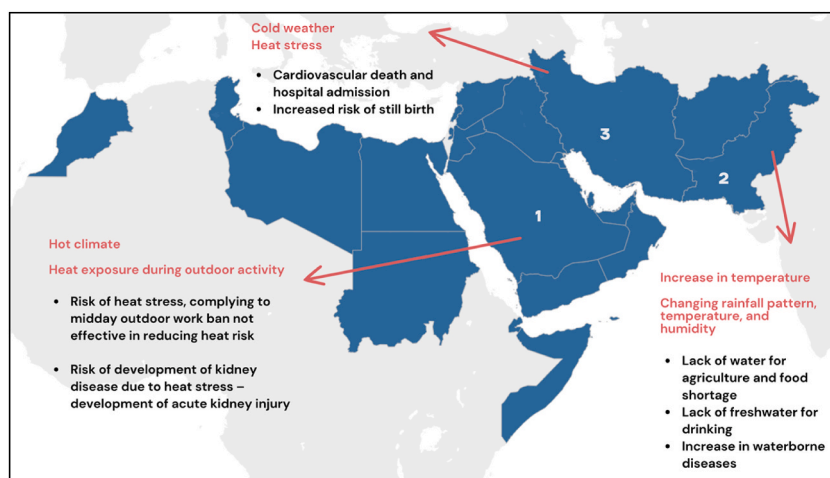 Cold weather
Heat stress
• Cardiovascular death and
hospital admission
• Increased risk of still birth
3
2
1
Hot climate
Heat exposure during outdoor activity
• Risk of heat stress, complying to
midday outdoor work ban not
effective in reducing heat risk
• Risk of development of kidney
disease due to heat stress –
development of acute kidney injury
Increase in temperature
Changing rainfall pattern,
temperature, and
humidity
• Lack of water for
agriculture and food
shortage
• Lack of freshwater for
drinking
• Increase in waterborne
diseases